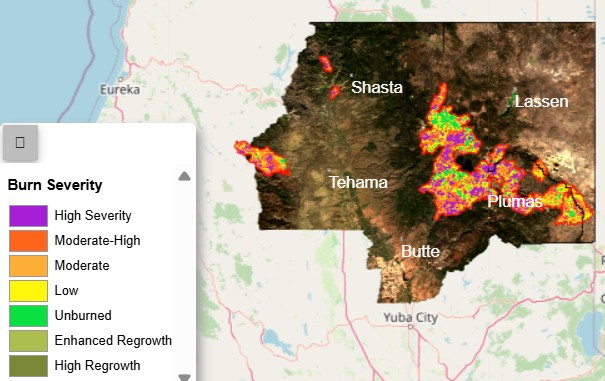 Eureka
Shasta
Lassen
Tehama
Plumas
Butte
Yuba City
Burn Severity
High Severity
Moderate-High
Moderate
Low
Unburned
Enhanced Regrowth
High Regrowth